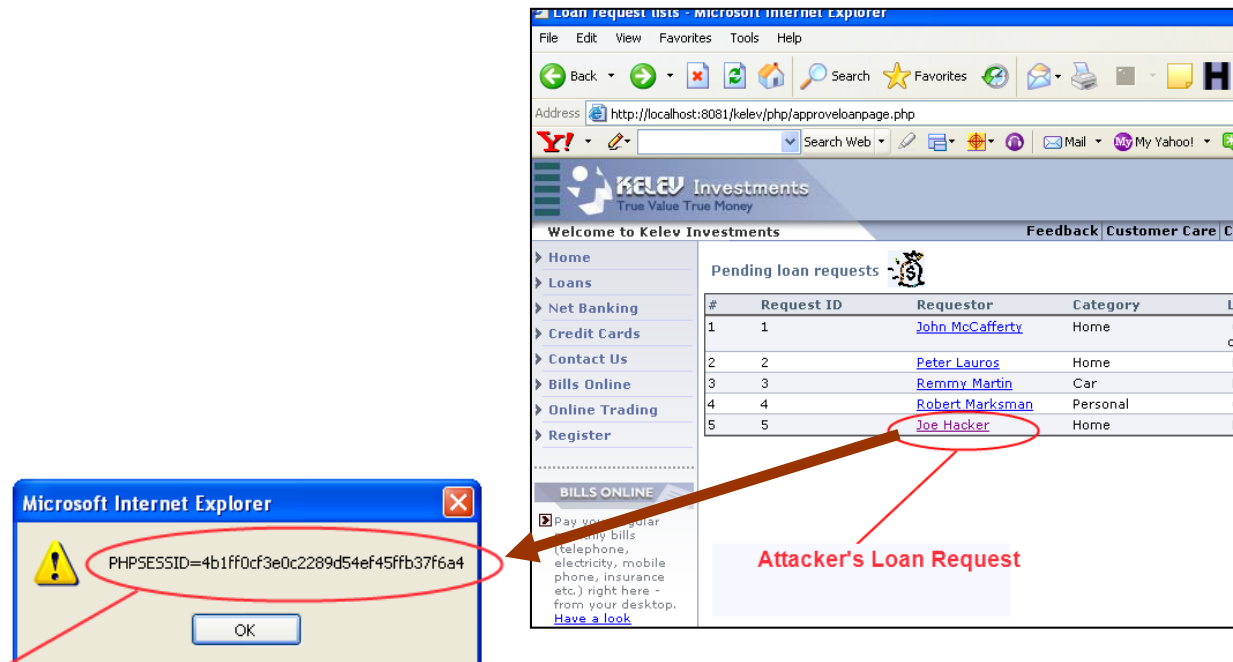 Loan request lists - Microsoft Internet Explorer
File Edit View Favorites Tools Help
Back Search Favorites
Address http://localhost:8081/kelev/php/approveloanpage.php
Y! Search Web Mail My My Yahoo!
KELEV Investments
True Value True Money
Welcome to Kelev Investments Feedback Customer Care C
Home
Loans
Net Banking
Credit Cards
Contact Us
Bills Online
Online Trading
Register
Pending loan requests
# Request ID Requestor Category L
1 1 John McCafferty Home
2 2 Peter Lauros Home
3 3 Remmy Martin Car
4 4 Robert Marksman Personal
5 5 Joe Hacker Home
BILLS ONLINE
Pay your regular
monthly bills
(telephone,
electricity, mobile
phone, insurance
etc.) right here -
from your desktop.
Have a look
Attacker's Loan Request
Microsoft Internet Explorer
PHPSESSID=4b1ff0cf3e0c2289d54ef45ffb37f6a4
OK